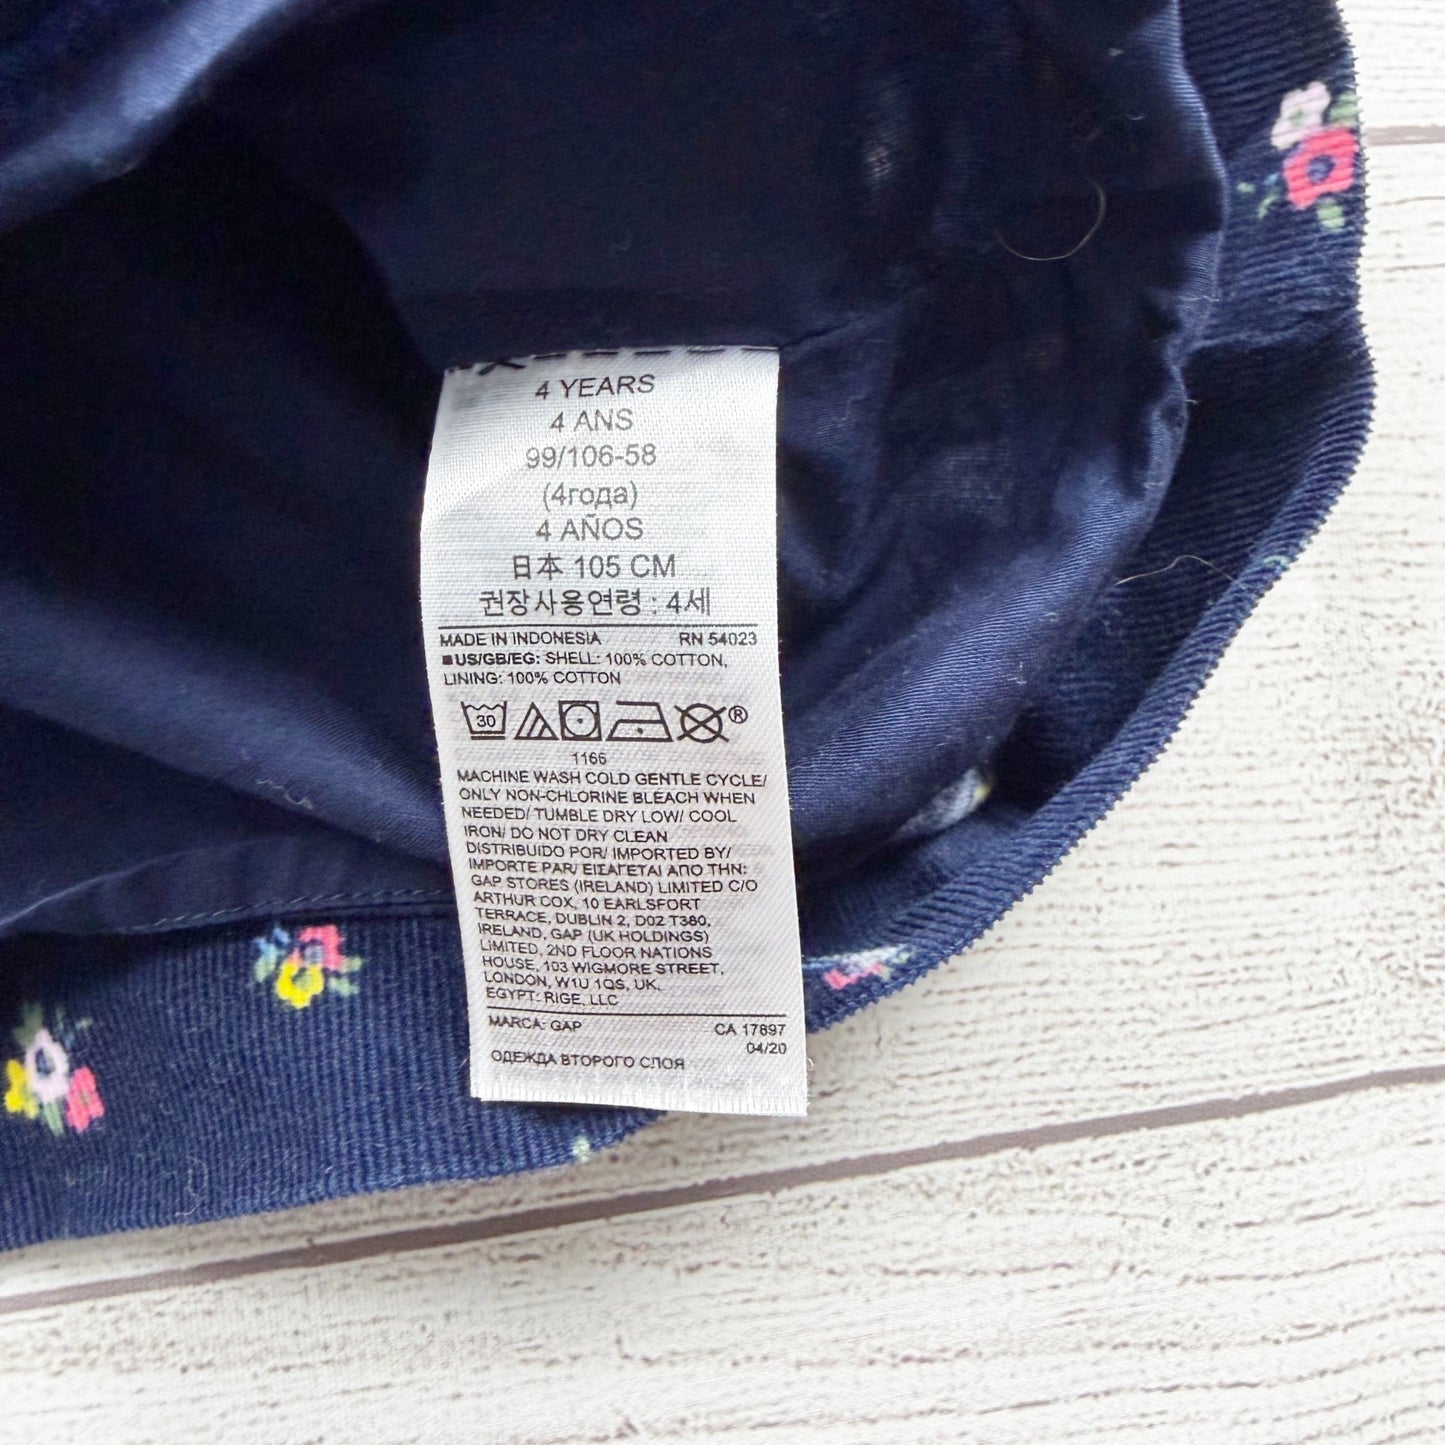 4 YEARS
4 ANS
99/106-58
(4года)
4 AÑOS
日本 105 CM
권장사용연령 : 4세
MADE IN INDONESIA RN 54023
■US/GB/EG: SHELL: 100% COTTON,
LINING: 100% COTTON
30 ®
1166
MACHINE WASH COLD GENTLE CYCLE/
ONLY NON-CHLORINE BLEACH WHEN
NEEDED/ TUMBLE DRY LOW/ COOL
IRON/ DO NOT DRY CLEAN
DISTRIBUIDO POR/ IMPORTED BY/
IMPORTE PAR/ ΕΙΣΑΓΕΤΑΙ ΑΠΟ ΤΗΝ:
GAP STORES (IRELAND) LIMITED C/O
ARTHUR COX, 10 EARLSFORT
TERRACE, DUBLIN 2, D02 T380,
IRELAND, GAP (UK HOLDINGS)
LIMITED, 2ND FLOOR NATIONS
HOUSE, 103 WIGMORE STREET,
LONDON, W1U 1QS, UK,
EGYPT: RIGE, LLC
MARCA: GAP CA 17897
04/20
ОДЕЖДА ВТОРОГО СЛОЯ